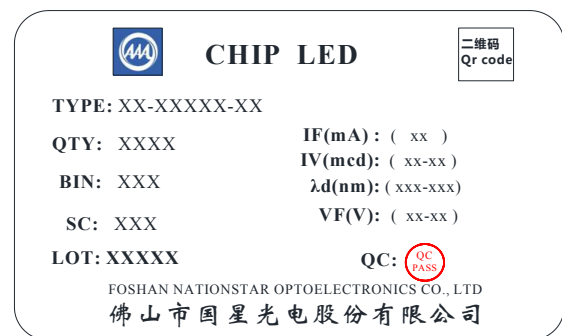 AAA
CHIP LED
二维码
Qr code
TYPE: XX-XXXXX-XX
QTY: XXXX
IF(mA) : ( xx )
IV(mcd): ( xx-xx )
BIN: XXX
λd(nm): ( xxx-xxx)
SC: XXX
VF(V): ( xx-xx )
LOT: XXXXX
QC: QC
PASS
FOSHAN NATIONSTAR OPTOELECTRONICS CO., LTD
佛山市国星光电股份有限公司